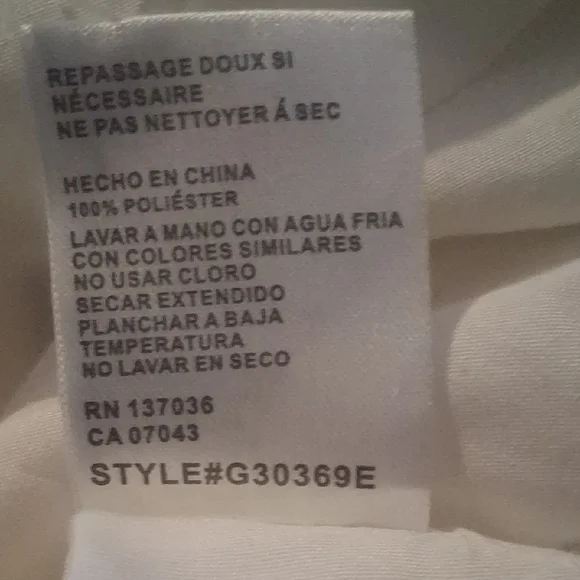 REPASSAGE DOUX SI
NÉCESSAIRE
NE PAS NETTOYER Á SEC
HECHO EN CHINA
100% POLIÉSTER
LAVAR A MANO CON AGUA FRIA
CON COLORES SIMILARES
NO USAR CLORO
SECAR EXTENDIDO
PLANCHAR A BAJA
TEMPERATURA
NO LAVAR EN SECO
RN 137036
CA 07043
STYLE#G30369E